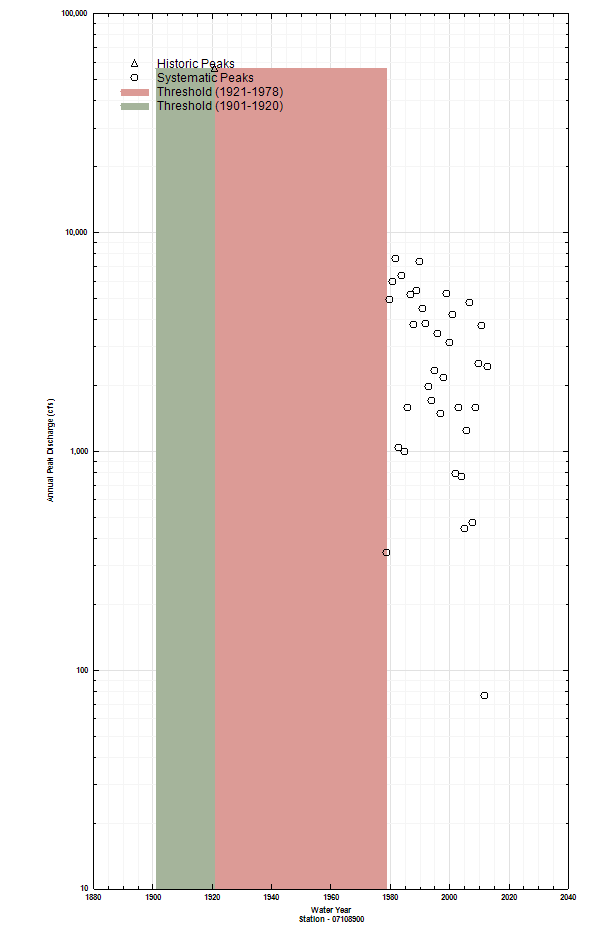 100,000
Historic Peaks
Systematic Peaks
Threshold (1921-1978)
Threshold (1901-1920)
10,000
Annual Peak Discharge (cfs)
1,000
100
10
1880 1900 1920 1940 1960 1980 2000 2020 2040
Water Year
Station - 07108900